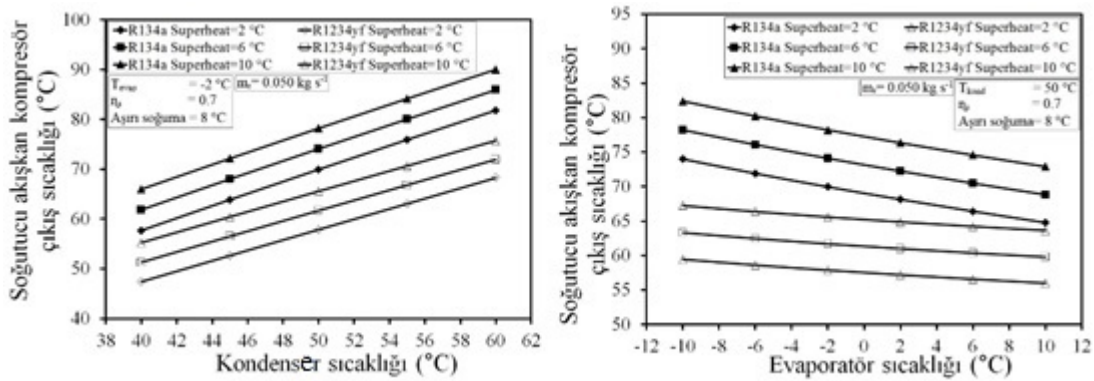 Soğutucu akışkan kompresör
çıkış sıcaklığı (°C)
100
90
80
70
60
50
40
R134a Superheat=2 °C
R134a Superheat=6 °C
R134a Superheat=10 °C
R1234yf Superheat=2 °C
R1234yf Superheat=6 °C
R1234yf Superheat=10 °C
= -2 °C
= 0.050 kg s⁻¹
0.7
Aşırı soğuma= 8 °C
38 40 42 44 46 48 50 52 54 56 58 60 62
Kondenser sıcaklığı (°C)
Soğutucu akışkan kompresör
çıkış sıcaklığı (°C)
95
90
85
80
75
70
65
60
55
50
R134a Superheat=2 °C
R134a Superheat=6 °C
R134a Superheat=10 °C
R1234yf Superheat=2 °C
R1234yf Superheat=6 °C
R1234yf Superheat=10 °C
= 0.050 kg s⁻¹
= 50 °C
0.7
Aşırı soğuma= 8°C
-12 -10 -8 -6 -4 -2 0 2 4 6 8 10 12
Evaporatör sıcaklığı (°C)